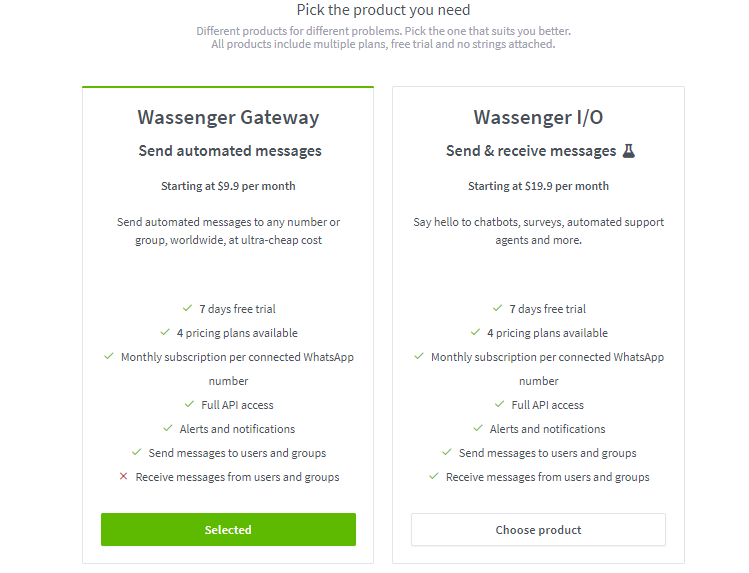 Pick the product you need
Different products for different problems. Pick the one that suits you better.
All products include multiple plans, free trial and no strings attached.
Wassenger Gateway
Send automated messages
Starting at $9.9 per month
Send automated messages to any number or
group, worldwide, at ultra-cheap cost
7 days free trial
4 pricing plans available
Monthly subscription per connected WhatsApp
number
Full API access
Alerts and notifications
Send messages to users and groups
Receive messages from users and groups
Selected
Wassenger I/O
Send & receive messages
Starting at $19.9 per month
Say hello to chatbots, surveys, automated support
agents and more.
7 days free trial
4 pricing plans available
Monthly subscription per connected WhatsApp
number
Full API access
Alerts and notifications
Send messages to users and groups
Receive messages from users and groups
Choose product